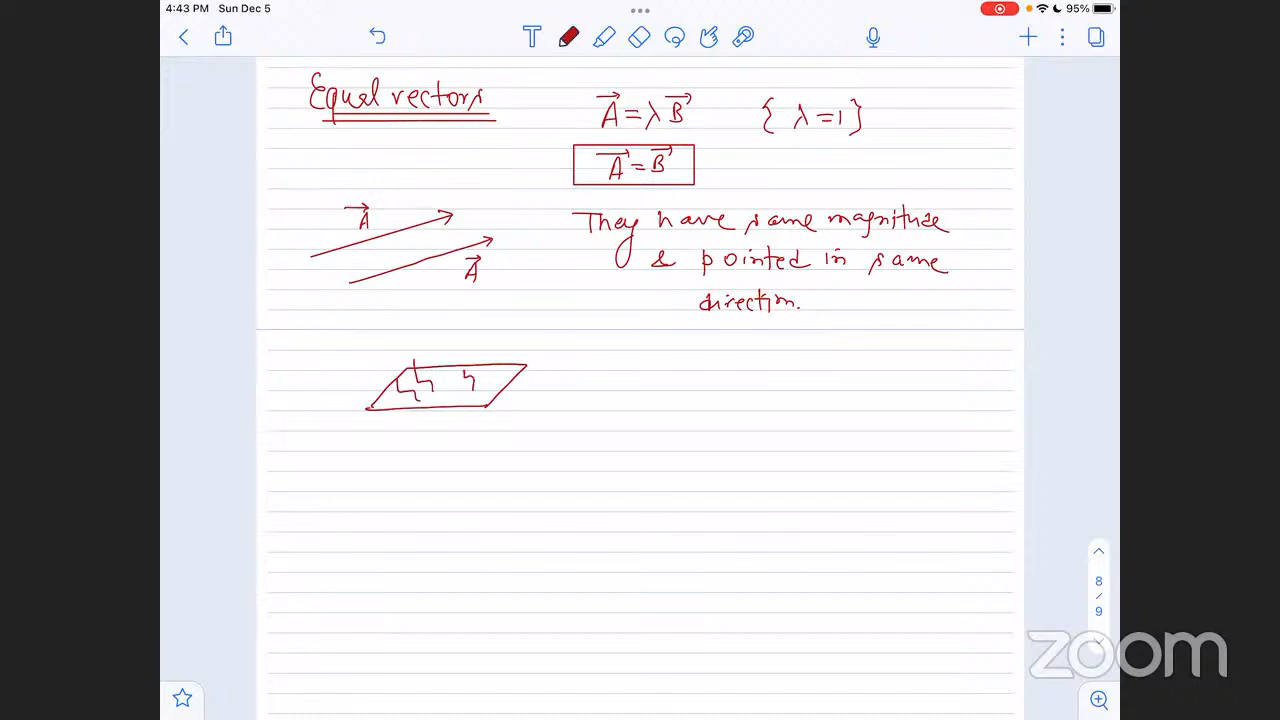 4:43 PM Sun Dec 5
95%
Equal vectors
A⃗ = λ B⃗ { λ = 1 }
A⃗ = B⃗
A⃗
A⃗
They have same magnitude
& pointed in same
direction.
8
9
zoom